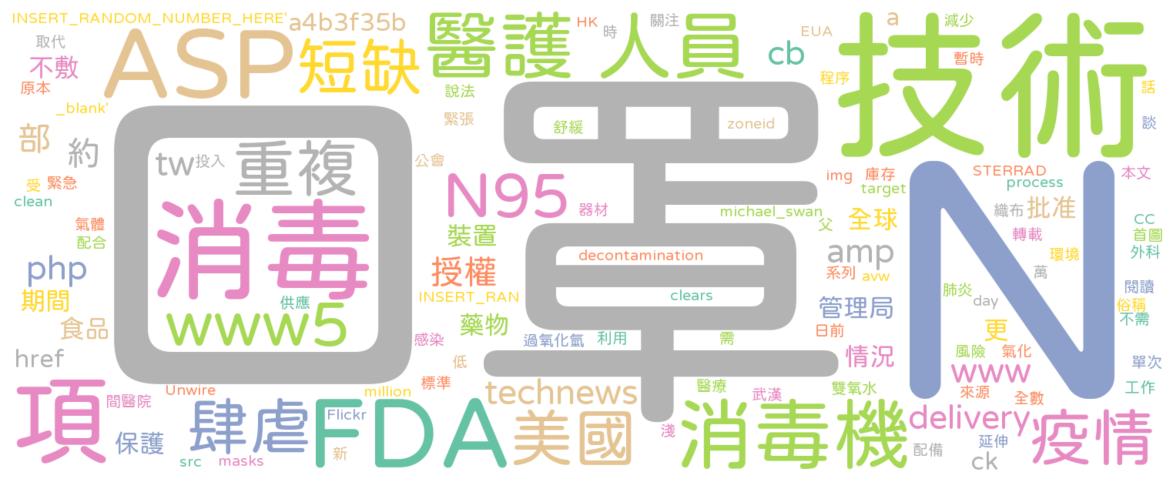 INSERT_RANDOM_NUMBER_HERE'
a4b3f35b
HK
時
關注
a
減少
取代
ASP
短缺
醫護人員
cb
EUA
技術
不敷
原本
說法
程序
暫時
話
_blank'
緊張
舒緩
zoneid
談
部
約
口罩
tw
投入
重複
公會
N95
img
庫存
STERRAD
本文
受
緊急
target
process
clean
消毒
器材
michael_swan
父
全球
織布
批准
N
氣體
配合
裝置
decontamination
amp
轉載
CC
首圖
php
授權
系列
avw
環境
外科
期間
供應
INSERT_RAN
clears
萬
肺炎
day
閱讀
www5
藥物
管理局
俗稱
食品
過氧化氫
利用
需
日前
更
不需
href
感染
低
情況
風險
氣化
單次
項
Unwire
million
標準
technews
醫療
武漢
雙氧水
www
來源
全數
工作
間醫院
肆虐
Flickr
FDA
美國
消毒機
delivery
疫情
保護
新
淺
延伸
src
masks
配備
ck